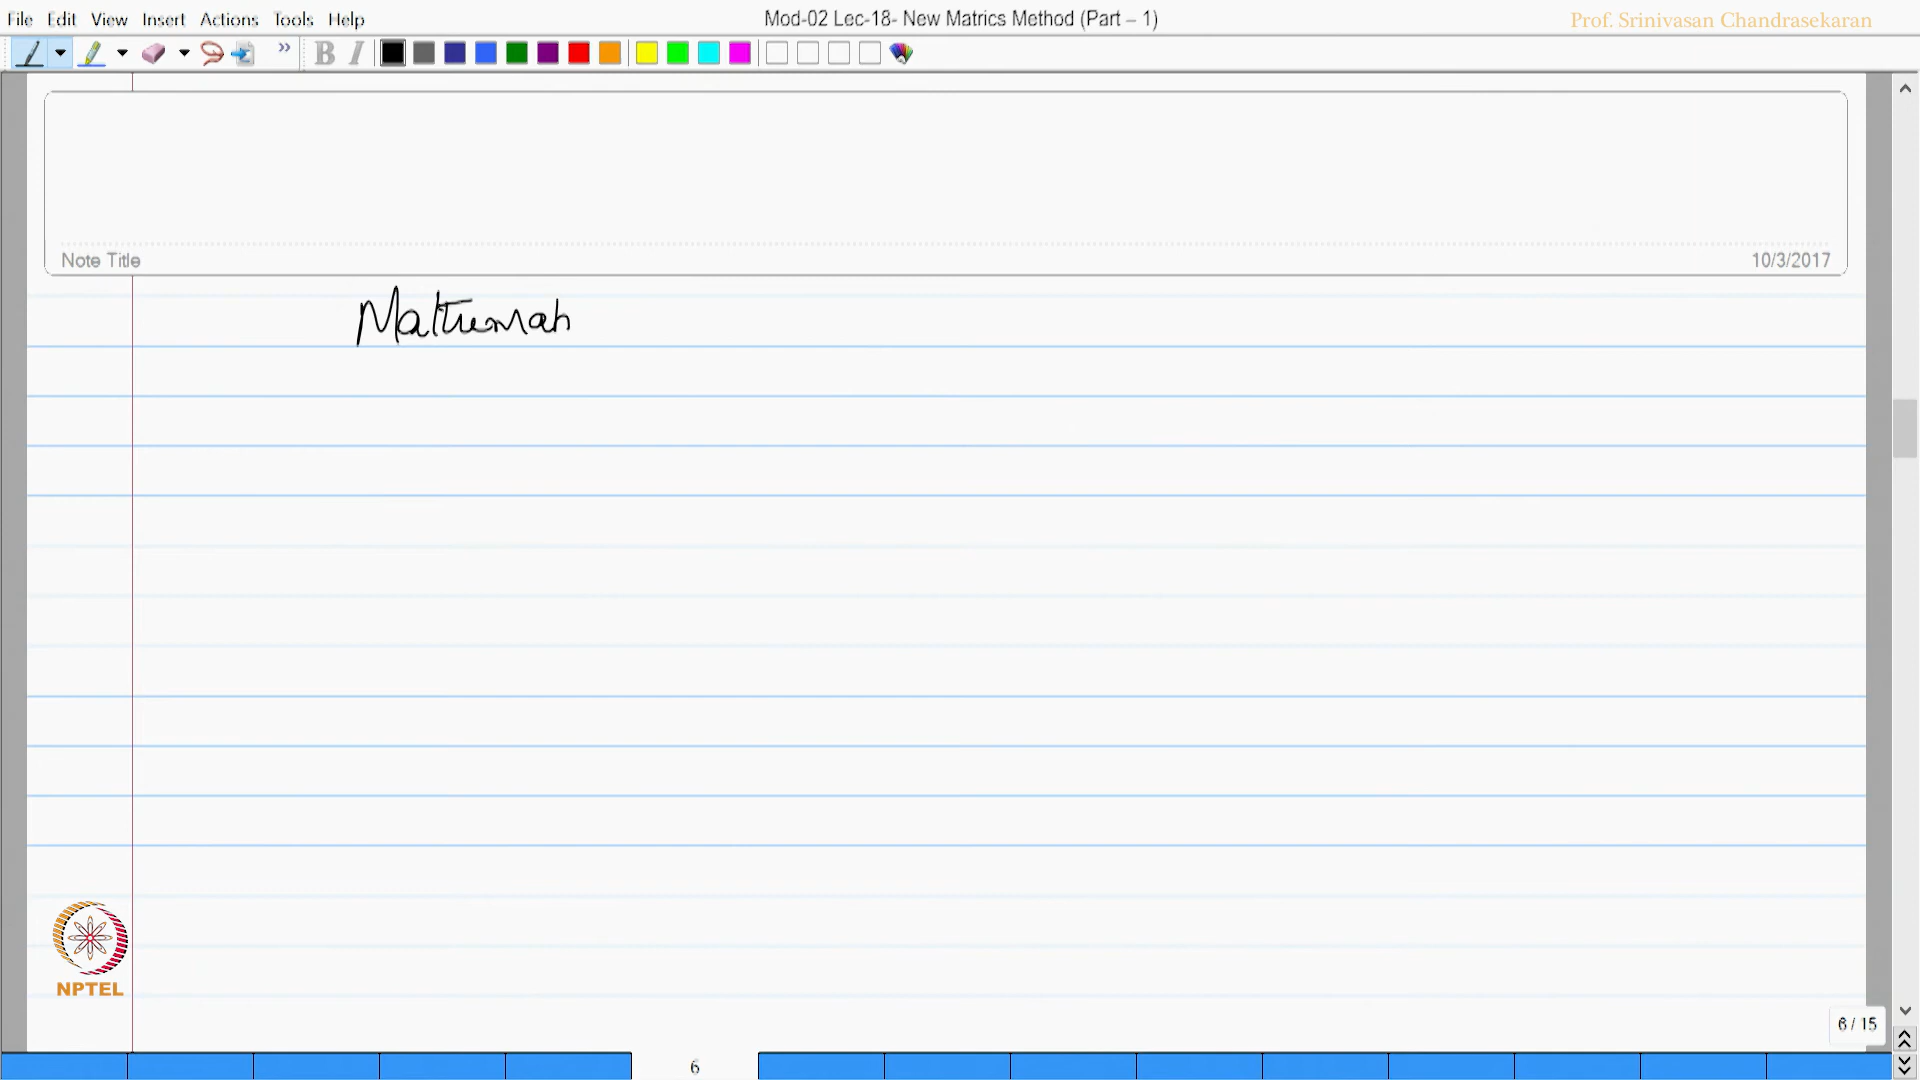 File Edit View Insert Actions Tools Help
Mod-02 Lec-18- New Matrics Method (Part – 1)
Prof. Srinivasan Chandrasekaran
B I
Note Title
10/3/2017
Mathemah
NPTEL
6 / 15
6